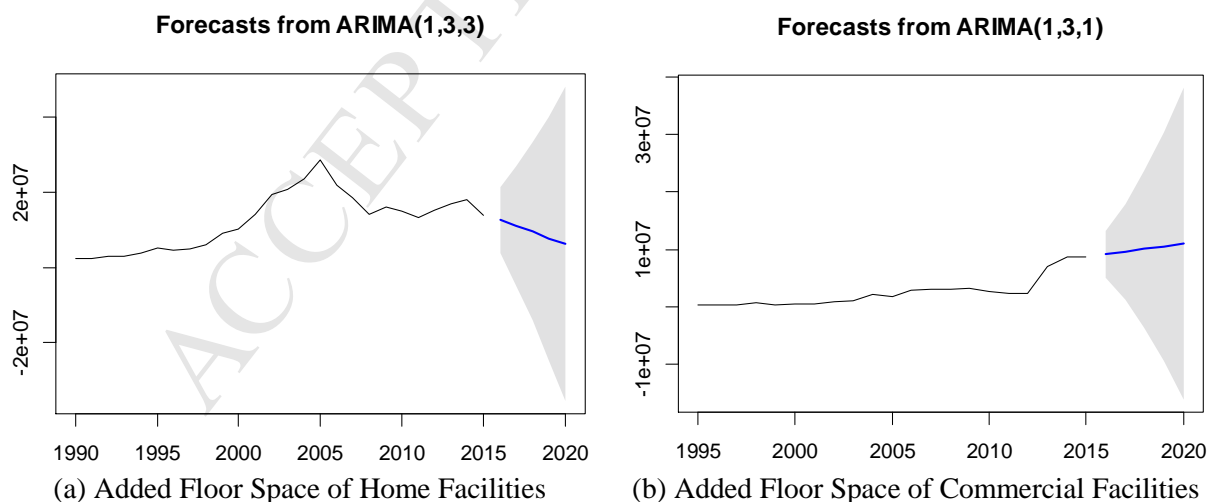 Forecasts from ARIMA(1,3,3)
2e+07
-2e+07
1990 1995 2000 2005 2010 2015 2020
(a) Added Floor Space of Home Facilities
Forecasts from ARIMA(1,3,1)
3e+07
1e+07
-1e+07
1995 2000 2005 2010 2015 2020
(b) Added Floor Space of Commercial Facilities
ACCEPT